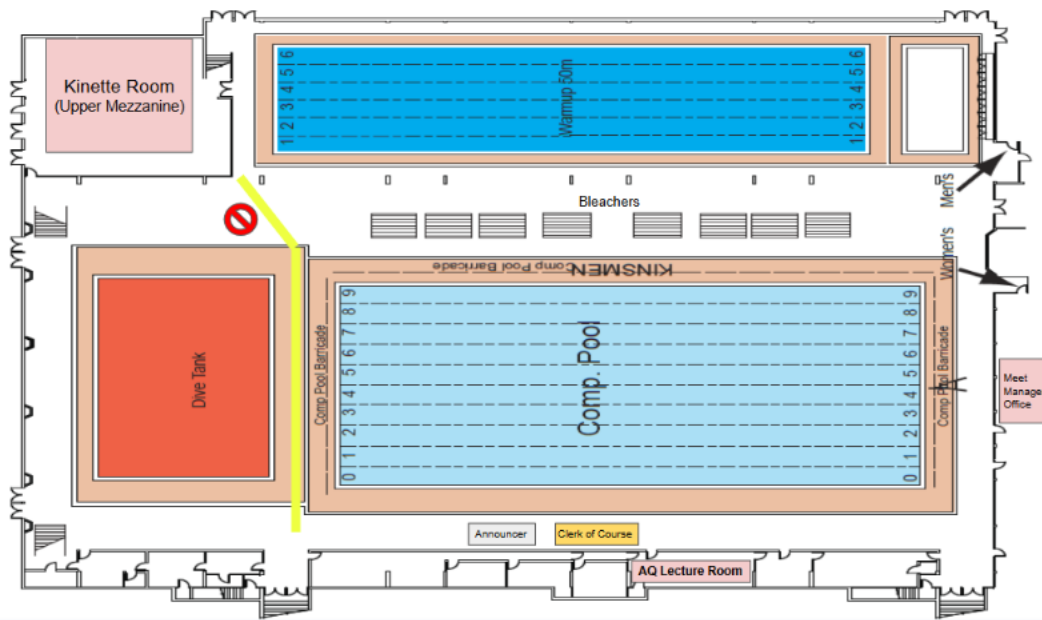 Kinette Room
(Upper Mezzanine)
6
5
4
3
2
1
Warmup 50m
6
5
4
3
2
1
Men's
Bleachers
Women's
KINSMEN
Comp Pool Barricade
Dive Tank
Comp Pool Barricade
9
8
7
6
5
4
3
2
1
0
Comp. Pool
9
8
7
6
5
4
3
2
1
0
Comp Pool Barricade
Meet
Manage
Office
Announcer
Clerk of Course
AQ Lecture Room